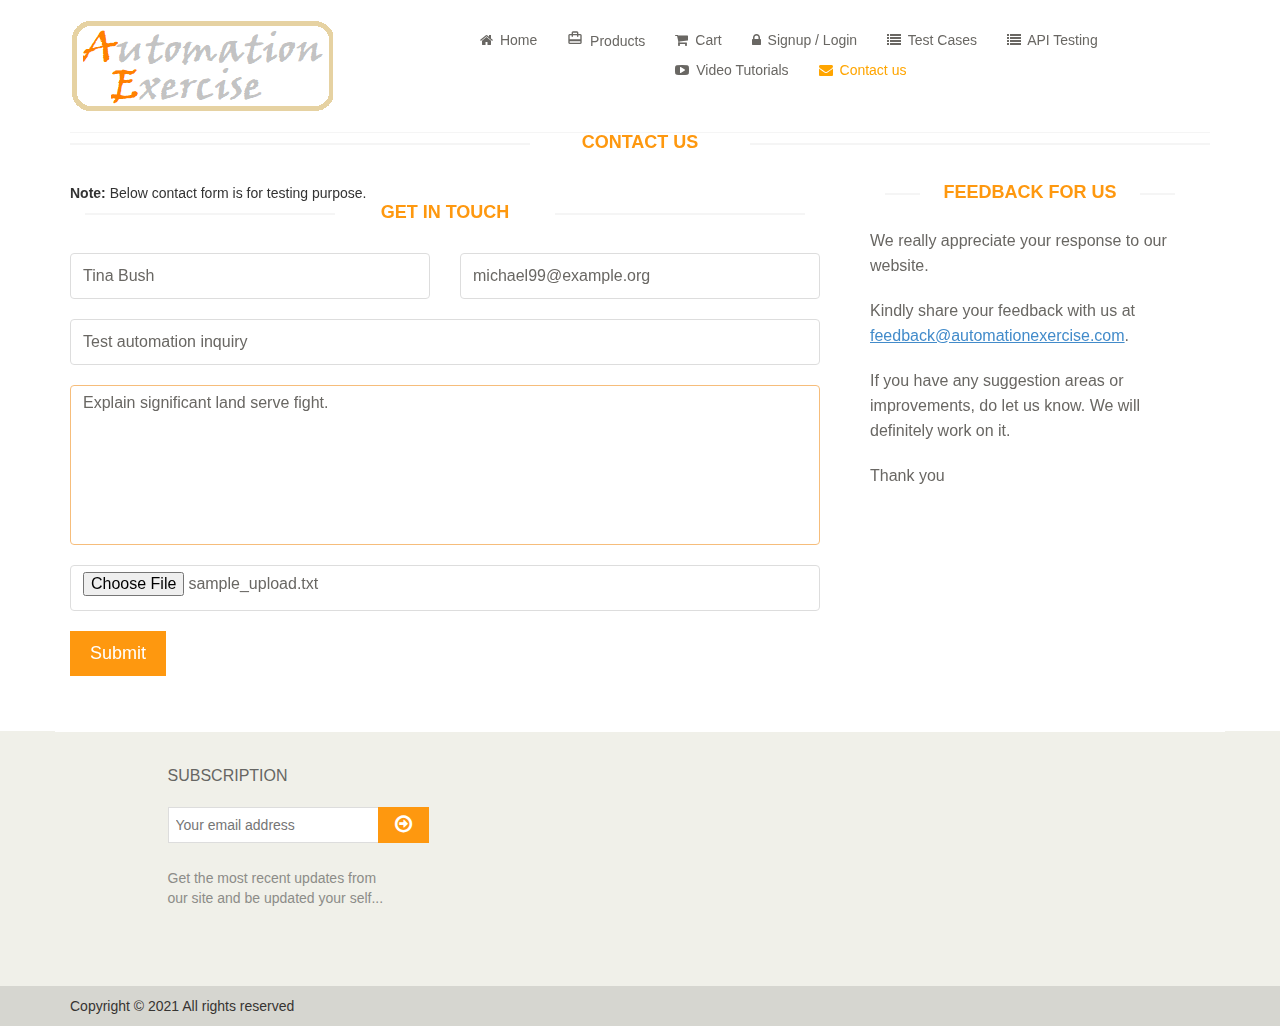 Automation
Exercise
Home
Products
Cart
Signup / Login
Test Cases
API Testing
Video Tutorials
Contact us
CONTACT US
Note: Below contact form is for testing purpose.
GET IN TOUCH
Tina Bush
michael99@example.org
Test automation inquiry
Explain significant land serve fight.
Choose File sample_upload.txt
Submit
FEEDBACK FOR US
We really appreciate your response to our
website.
Kindly share your feedback with us at
feedback@automationexercise.com.
If you have any suggestion areas or
improvements, do let us know. We will
definitely work on it.
Thank you
SUBSCRIPTION
Your email address
Get the most recent updates from
our site and be updated your self...
Copyright © 2021 All rights reserved